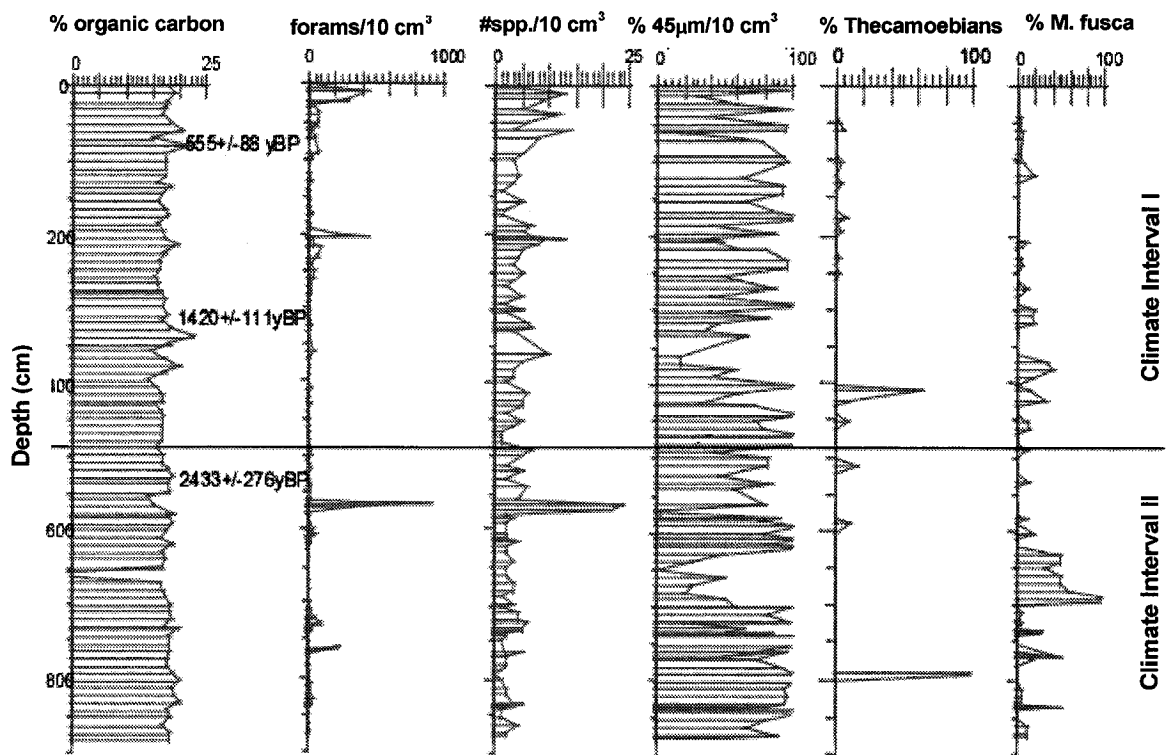 % organic carbon forams/10 cm³ #spp./10 cm³ % 45μm/10 cm³ % Thecamoebians % M. fusca
0 25 0 1000 0 25 0 100 0 100 0 100
0
555+/-88 yBP
200
1420+/-111yBP
100
2433+/-276yBP
600
800
Depth (cm)
Climate Interval I
Climate Interval II